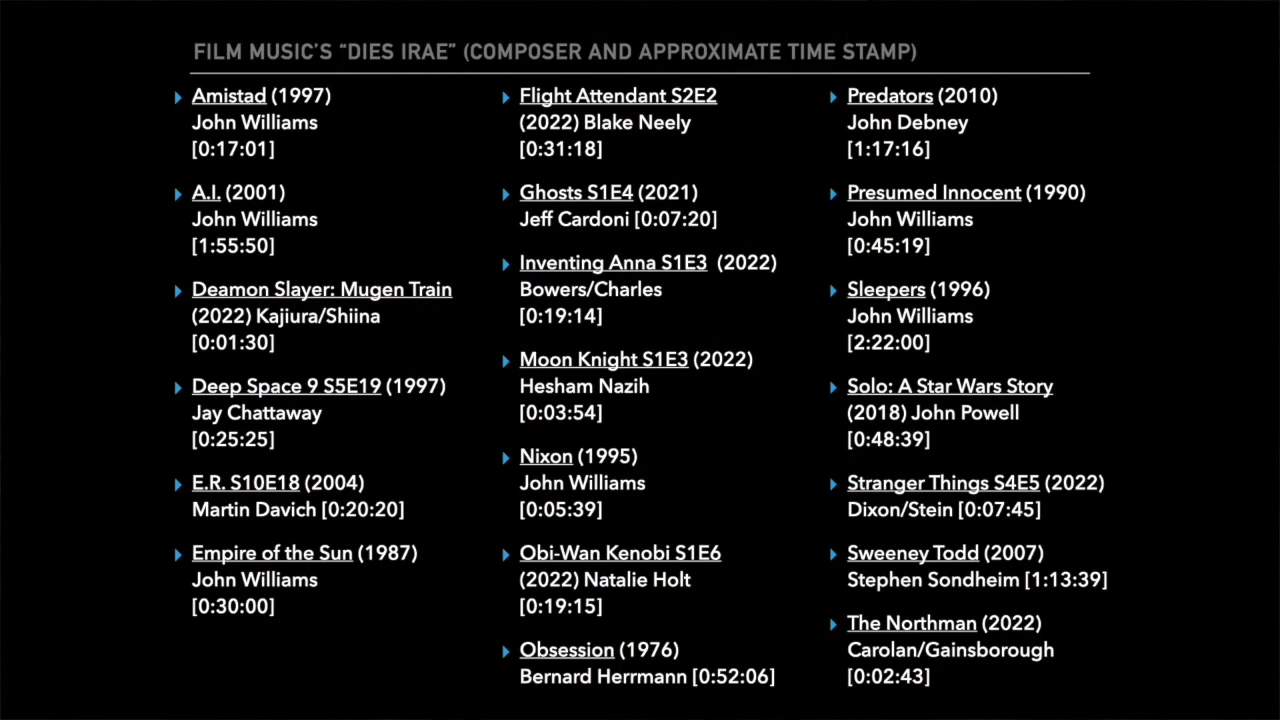 FILM MUSIC'S “DIES IRAE” (COMPOSER AND APPROXIMATE TIME STAMP)
Amistad (1997)
John Williams
[0:17:01]
A.I. (2001)
John Williams
[1:55:50]
Deamon Slayer: Mugen Train
(2022) Kajiura/Shiina
[0:01:30]
Deep Space 9 S5E19 (1997)
Jay Chattaway
[0:25:25]
E.R. S10E18 (2004)
Martin Davich [0:20:20]
Empire of the Sun (1987)
John Williams
[0:30:00]
Flight Attendant S2E2
(2022) Blake Neely
[0:31:18]
Ghosts S1E4 (2021)
Jeff Cardoni [0:07:20]
Inventing Anna S1E3 (2022)
Bowers/Charles
[0:19:14]
Moon Knight S1E3 (2022)
Hesham Nazih
[0:03:54]
Nixon (1995)
John Williams
[0:05:39]
Obi-Wan Kenobi S1E6
(2022) Natalie Holt
[0:19:15]
Obsession (1976)
Bernard Herrmann [0:52:06]
Predators (2010)
John Debney
[1:17:16]
Presumed Innocent (1990)
John Williams
[0:45:19]
Sleepers (1996)
John Williams
[2:22:00]
Solo: A Star Wars Story
(2018) John Powell
[0:48:39]
Stranger Things S4E5 (2022)
Dixon/Stein [0:07:45]
Sweeney Todd (2007)
Stephen Sondheim [1:13:39]
The Northman (2022)
Carolan/Gainsborough
[0:02:43]